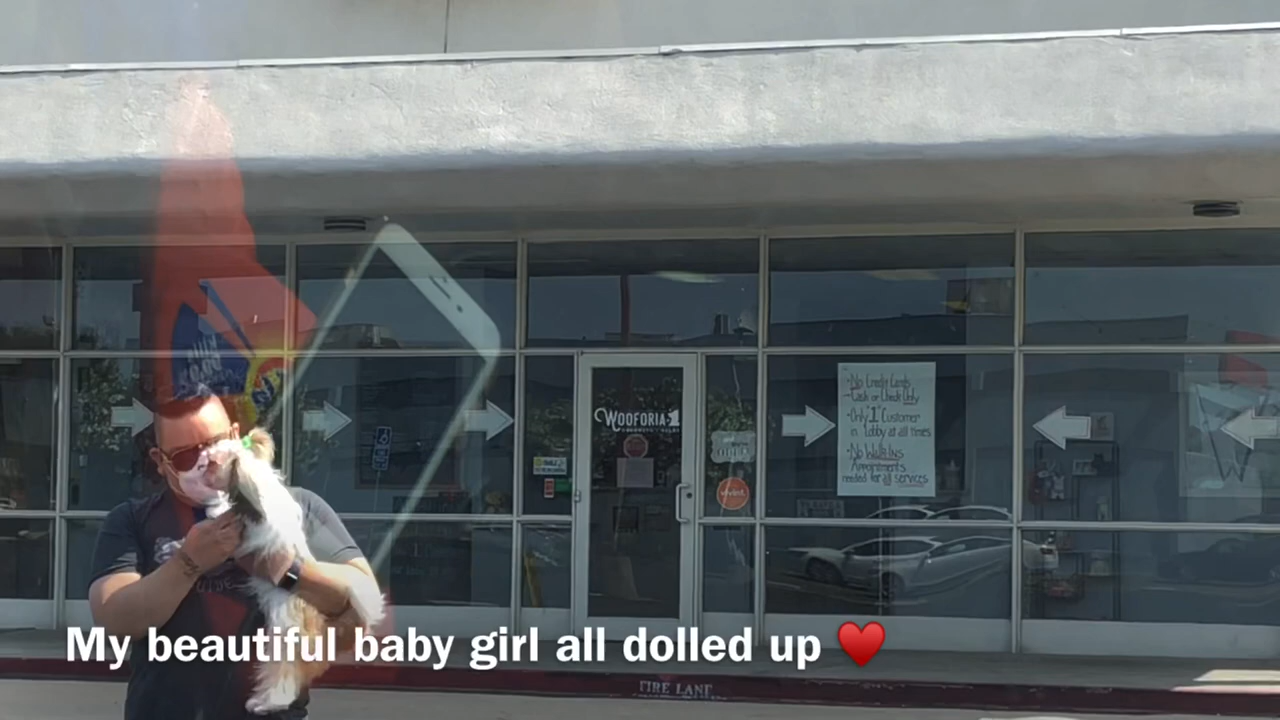 WOOFORIA
- No Credit Cards
- Cash or Check Only
- Only "1" Customer
in Lobby at all times
- No Walk Ins
Appointments
needed for all services
vivint.
My beautiful baby girl all dolled up ❤️
FIRE LANE